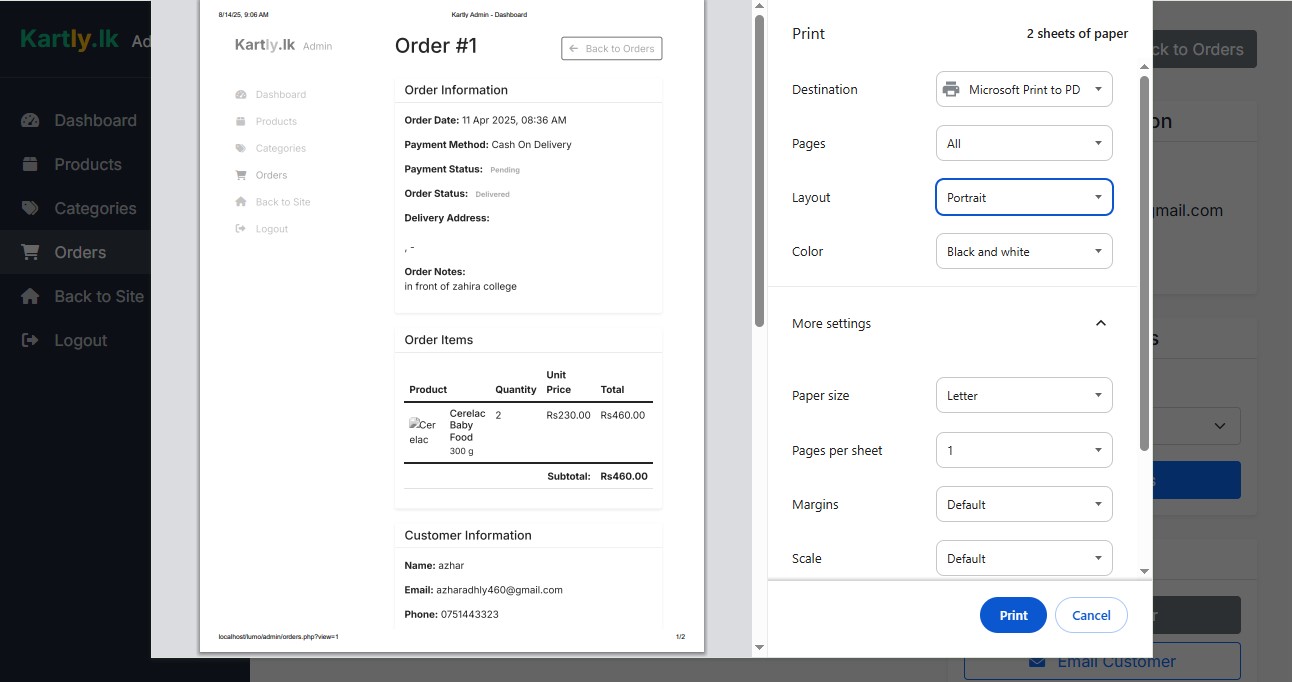 Kartly.lk Ad
Dashboard
Products
Categories
Orders
Back to Site
Logout
8/14/25, 9:06 AM
Kartly Admin - Dashboard
Kartly.lk Admin
Dashboard
Products
Categories
Orders
Back to Site
Logout
Order #1
Back to Orders
Order Information
Order Date: 11 Apr 2025, 08:36 AM
Payment Method: Cash On Delivery
Payment Status: Pending
Order Status: Delivered
Delivery Address:
, -
Order Notes:
in front of zahira college
Order Items
Product Quantity Unit Price Total
Cerelac
Cerelac Baby Food 2 Rs230.00 Rs460.00
300 g
Subtotal: Rs460.00
Customer Information
Name: azhar
Email: azharadhly460@gmail.com
Phone: 0751443323
localhost/lumo/admin/orders.php?view=1
1/2
Print
2 sheets of paper
Destination Microsoft Print to PD
Pages All
Layout Portrait
Color Black and white
More settings
Paper size Letter
Pages per sheet 1
Margins Default
Scale Default
Print Cancel
ck to Orders
on
gmail.com
s
s
r
Email Customer